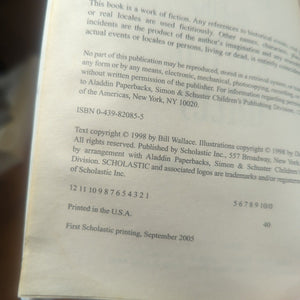 This book is a work of fiction. Any references to historical events,
or real locales are used fictitiously. Other names, characters,
incidents are the product of the author's imagination and any
actual events or locales or persons, living or dead, is entirely
No part of this publication may be reproduced, stored in a retrieval system, or
any form or by any means, electronic, mechanical, photocopying,
without written permission of the publisher. For information regarding
to Aladdin Paperbacks, Simon & Schuster Children's Publishing Division,
of the Americas, New York, NY 10020.
ISBN 0-439-82085-5
Text copyright © 1998 by Bill Wallace. Illustrations copyright © 1998 by
All rights reserved. Published by Scholastic Inc., 557 Broadway, New York,
by arrangement with Aladdin Paperbacks, Simon & Schuster Children's
Division. SCHOLASTIC and associated logos are trademarks and/or
of Scholastic Inc.
12 11 10 9 8 7 6 5 4 3 2 1 5 6 7 8 9 10/0
Printed in the U.S.A. 40
First Scholastic printing, September 2005